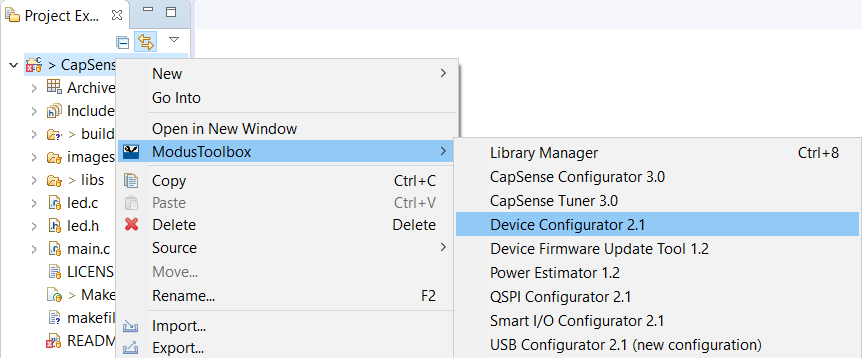 Project Ex...
> CapSens
New
Archive
Go Into
Include
Open in New Window
> build
ModusToolbox
Library Manager Ctrl+8
images
CapSense Configurator 3.0
> libs
Copy Ctrl+C
CapSense Tuner 3.0
led.c
Paste Ctrl+V
Device Configurator 2.1
led.h
Delete Delete
Device Firmware Update Tool 1.2
main.c
Source
Power Estimator 1.2
LICENS
Move...
QSPI Configurator 2.1
> Make
Rename... F2
Smart I/O Configurator 2.1
makefil
Import...
USB Configurator 2.1 (new configuration)
READM
Export...